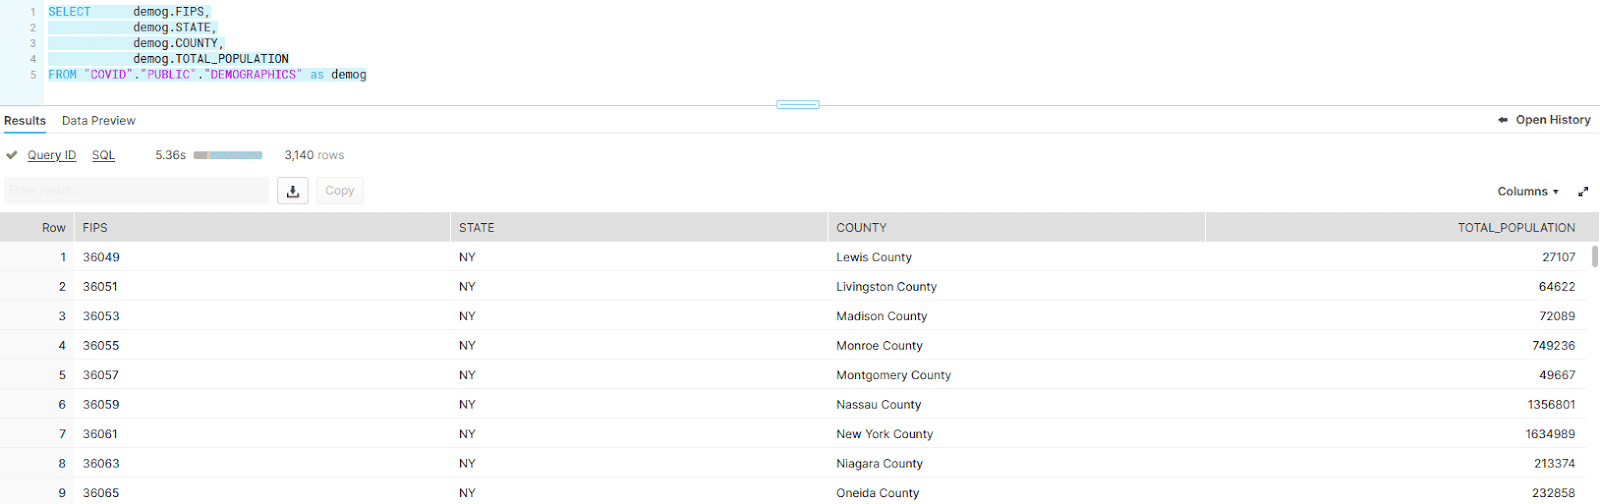 1 SELECT demog.FIPS,
2 demog.STATE,
3 demog.COUNTY,
4 demog.TOTAL_POPULATION
5 FROM "COVID"."PUBLIC"."DEMOGRAPHICS" as demog
Results Data Preview Open History
Query ID SQL 5.36s 3,140 rows
Filter result... Copy Columns
Row FIPS STATE COUNTY TOTAL_POPULATION
1 36049 NY Lewis County 27107
2 36051 NY Livingston County 64622
3 36053 NY Madison County 72089
4 36055 NY Monroe County 749236
5 36057 NY Montgomery County 49667
6 36059 NY Nassau County 1356801
7 36061 NY New York County 1634989
8 36063 NY Niagara County 213374
9 36065 NY Oneida County 232858